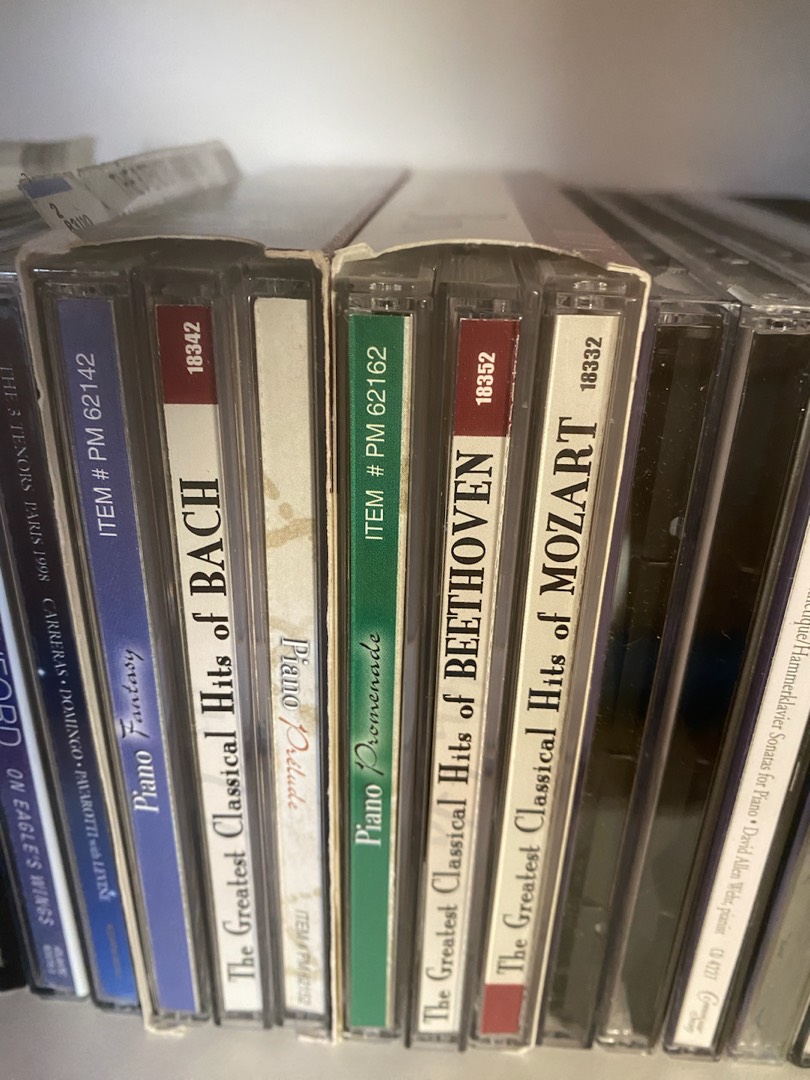 ON EAGLE'S WINGS
THE 3 TENORS PARIS 1998 CARRERAS • DOMINGO • PAVAROTTI with LEVINE
Piano Fantasy ITEM # PM 62142
The Greatest Classical Hits of BACH 18342
Piano Prélude
Piano Promenade ITEM # PM 62162
The Greatest Classical Hits of BEETHOVEN 18352
The Greatest Classical Hits of MOZART 18332
Hammerklavier Sonatas for Piano • David Allen Wehr, pianist